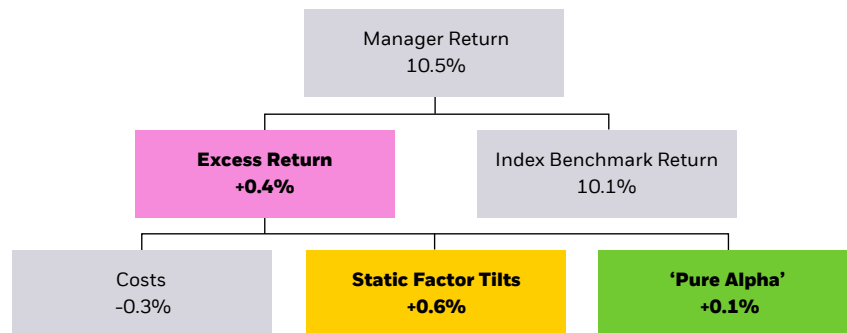 Manager Return
10.5%
Excess Return
+0.4%
Index Benchmark Return
10.1%
Costs
-0.3%
Static Factor Tilts
+0.6%
‘Pure Alpha’
+0.1%